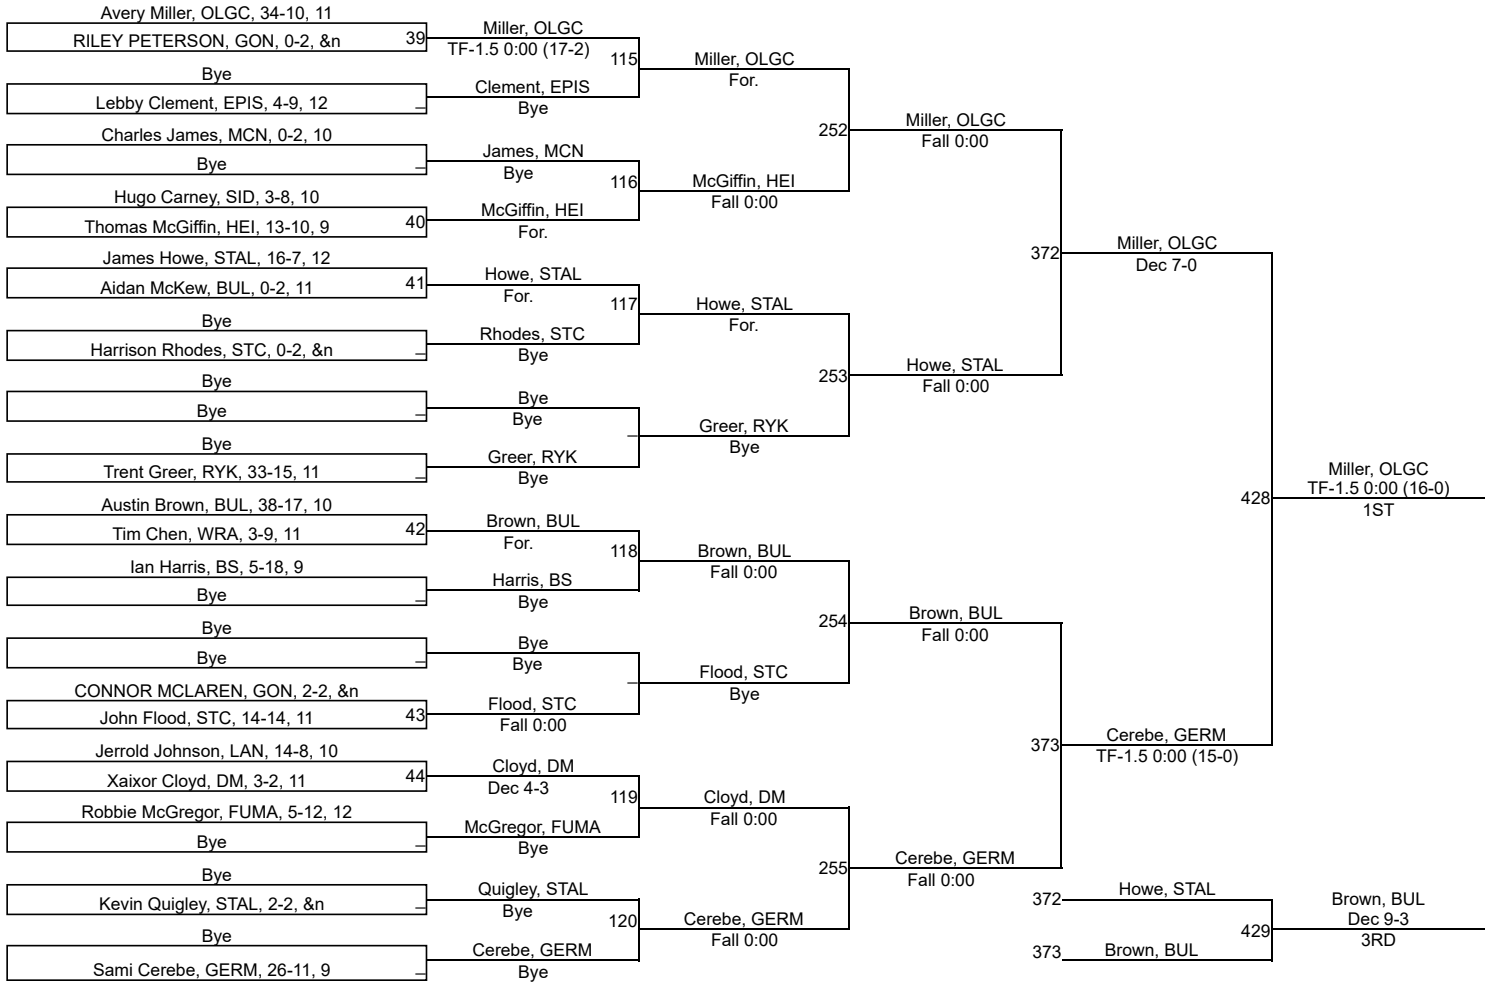 Avery Miller, OLGC, 34-10, 11
RILEY PETERSON, GON, 0-2, &n
39
Bye
Lebby Clement, EPIS, 4-9, 12
_
Charles James, MCN, 0-2, 10
Bye
_
Hugo Carney, SID, 3-8, 10
Thomas McGiffin, HEI, 13-10, 9
40
James Howe, STAL, 16-7, 12
Aidan McKew, BUL, 0-2, 11
41
Bye
Harrison Rhodes, STC, 0-2, &n
_
Bye
Bye
_
Bye
Trent Greer, RYK, 33-15, 11
_
Austin Brown, BUL, 38-17, 10
Tim Chen, WRA, 3-9, 11
42
Ian Harris, BS, 5-18, 9
Bye
_
Bye
Bye
_
CONNOR MCLAREN, GON, 2-2, &n
John Flood, STC, 14-14, 11
43
Jerrold Johnson, LAN, 14-8, 10
Xaixor Cloyd, DM, 3-2, 11
44
Robbie McGregor, FUMA, 5-12, 12
Bye
_
Bye
Kevin Quigley, STAL, 2-2, &n
_
Bye
Sami Cerebe, GERM, 26-11, 9
_
Miller, OLGC
TF-1.5 0:00 (17-2)
115
Clement, EPIS
Bye
James, MCN
Bye
116
McGiffin, HEI
For.
Howe, STAL
For.
117
Rhodes, STC
Bye
Bye
Bye
_
Greer, RYK
Bye
Brown, BUL
For.
118
Harris, BS
Bye
Bye
Bye
_
Flood, STC
Fall 0:00
Cloyd, DM
Dec 4-3
119
McGregor, FUMA
Bye
Quigley, STAL
Bye
120
Cerebe, GERM
Bye
Miller, OLGC
For.
252
McGiffin, HEI
Fall 0:00
Howe, STAL
For.
253
Greer, RYK
Bye
Brown, BUL
Fall 0:00
254
Flood, STC
Bye
Cloyd, DM
Fall 0:00
255
Cerebe, GERM
Fall 0:00
Miller, OLGC
Fall 0:00
372
Howe, STAL
Fall 0:00
Brown, BUL
Fall 0:00
373
Cerebe, GERM
Fall 0:00
Miller, OLGC
Dec 7-0
428
Cerebe, GERM
TF-1.5 0:00 (15-0)
Miller, OLGC
TF-1.5 0:00 (16-0)
1ST
372
Howe, STAL
429
373
Brown, BUL
Brown, BUL
Dec 9-3
3RD